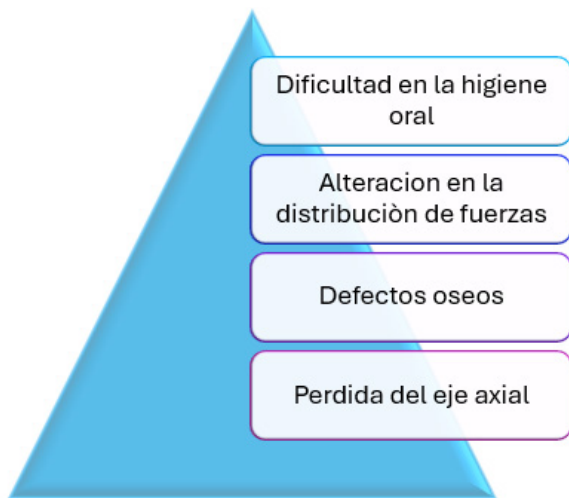 Dificultad en la higiene
oral
Alteracion en la
distribuciòn de fuerzas
Defectos oseos
Perdida del eje axial